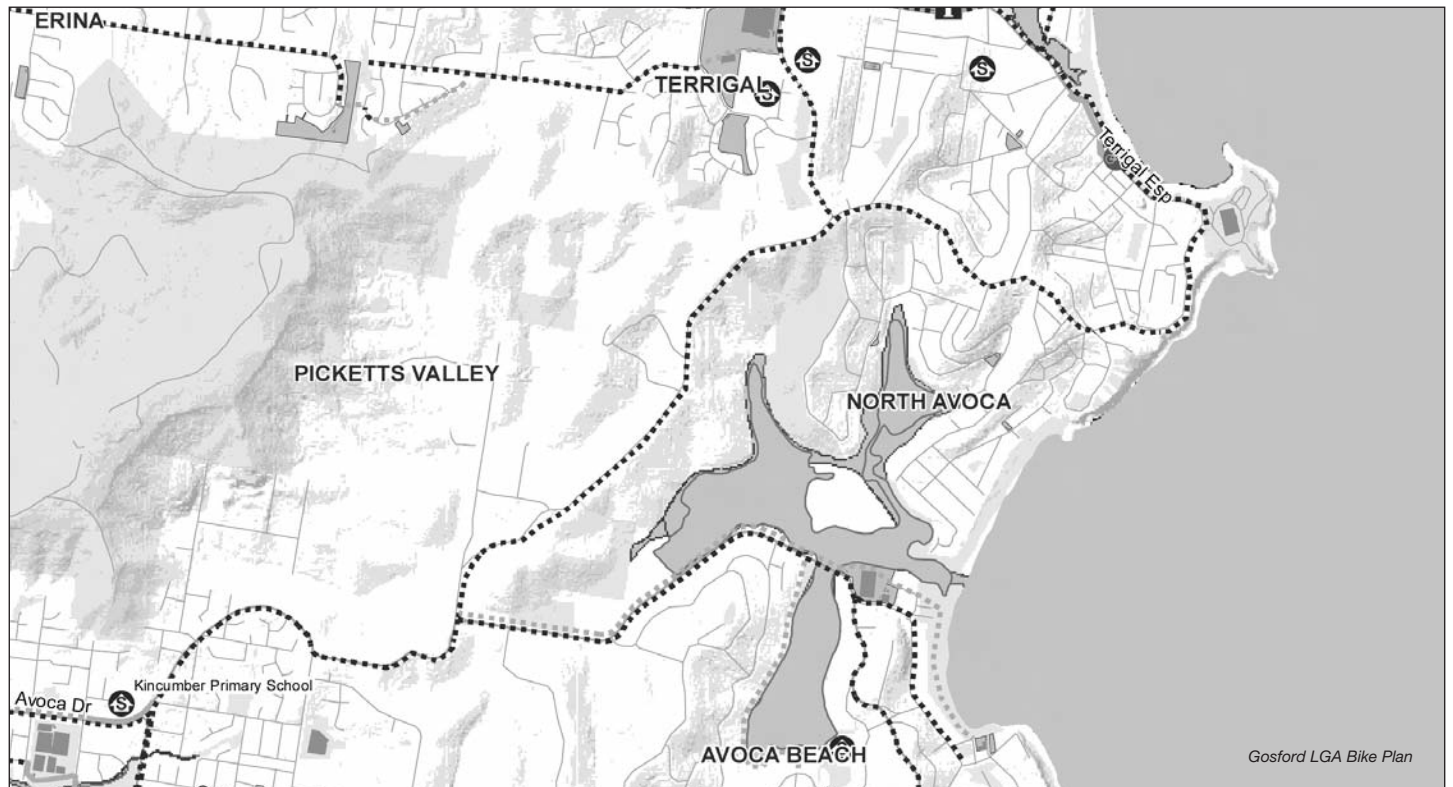 ERINA
TERRIGAL
S
S
S
Terrigal Esp
PICKETTS VALLEY
NORTH AVOCA
Kincumber Primary School
S
Avoca Dr
AVOCA BEACH
S
Gosford LGA Bike Plan